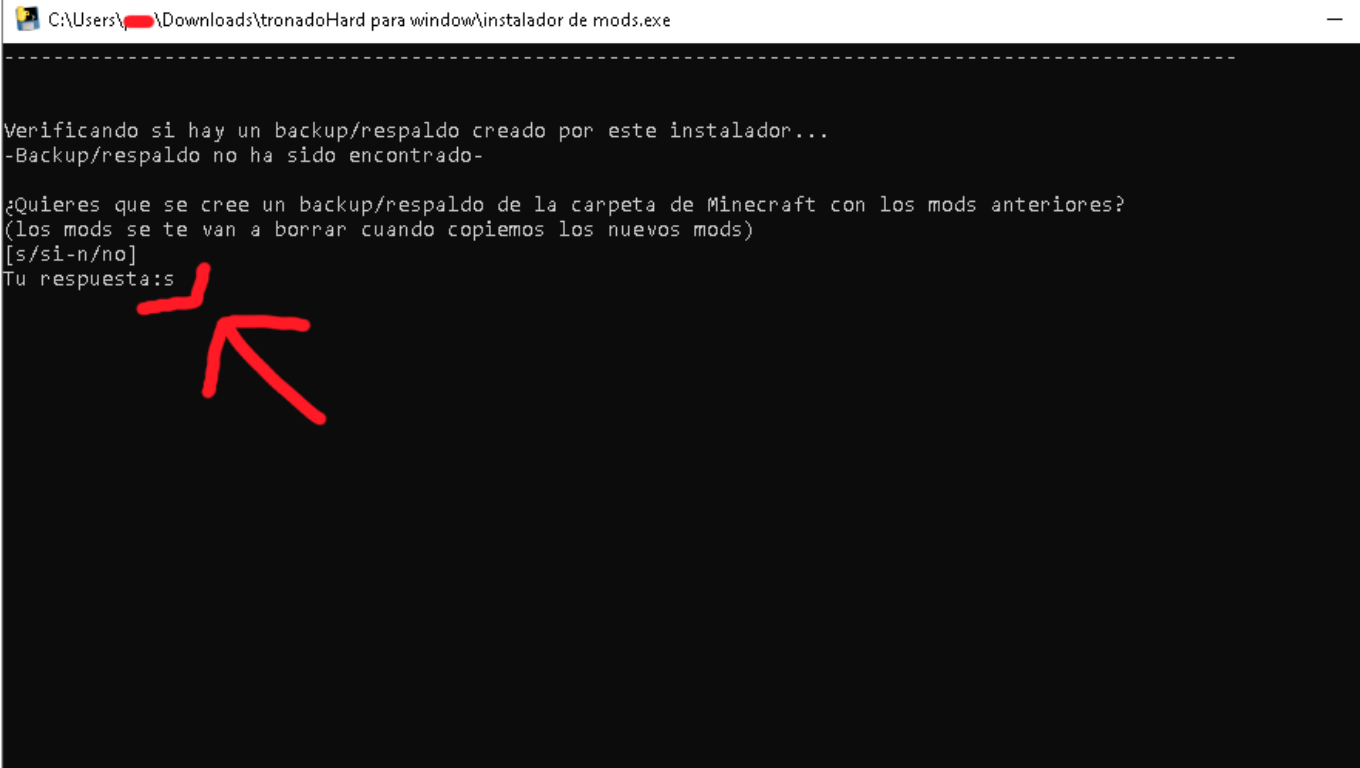 C:\Users\ \Downloads\tronadoHard para window\instalador de mods.exe
--------------------------------------------------------------------------------------------------
Verificando si hay un backup/respaldo creado por este instalador...
-Backup/respaldo no ha sido encontrado-
¿Quieres que se cree un backup/respaldo de la carpeta de Minecraft con los mods anteriores?
(los mods se te van a borrar cuando copiemos los nuevos mods)
[s/si-n/no]
Tu respuesta:s